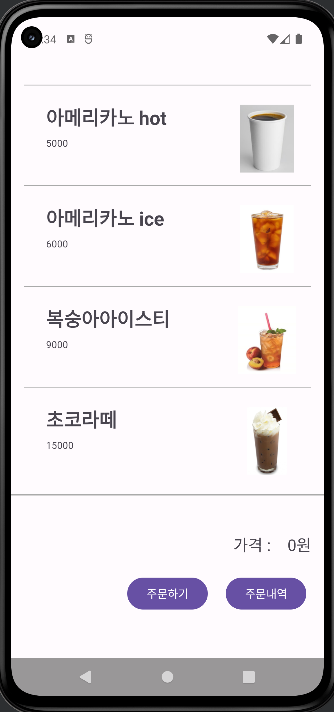 :34
아메리카노 hot
5000
아메리카노 ice
6000
복숭아아이스티
9000
초코라떼
15000
가격 : 0원
주문하기 주문내역